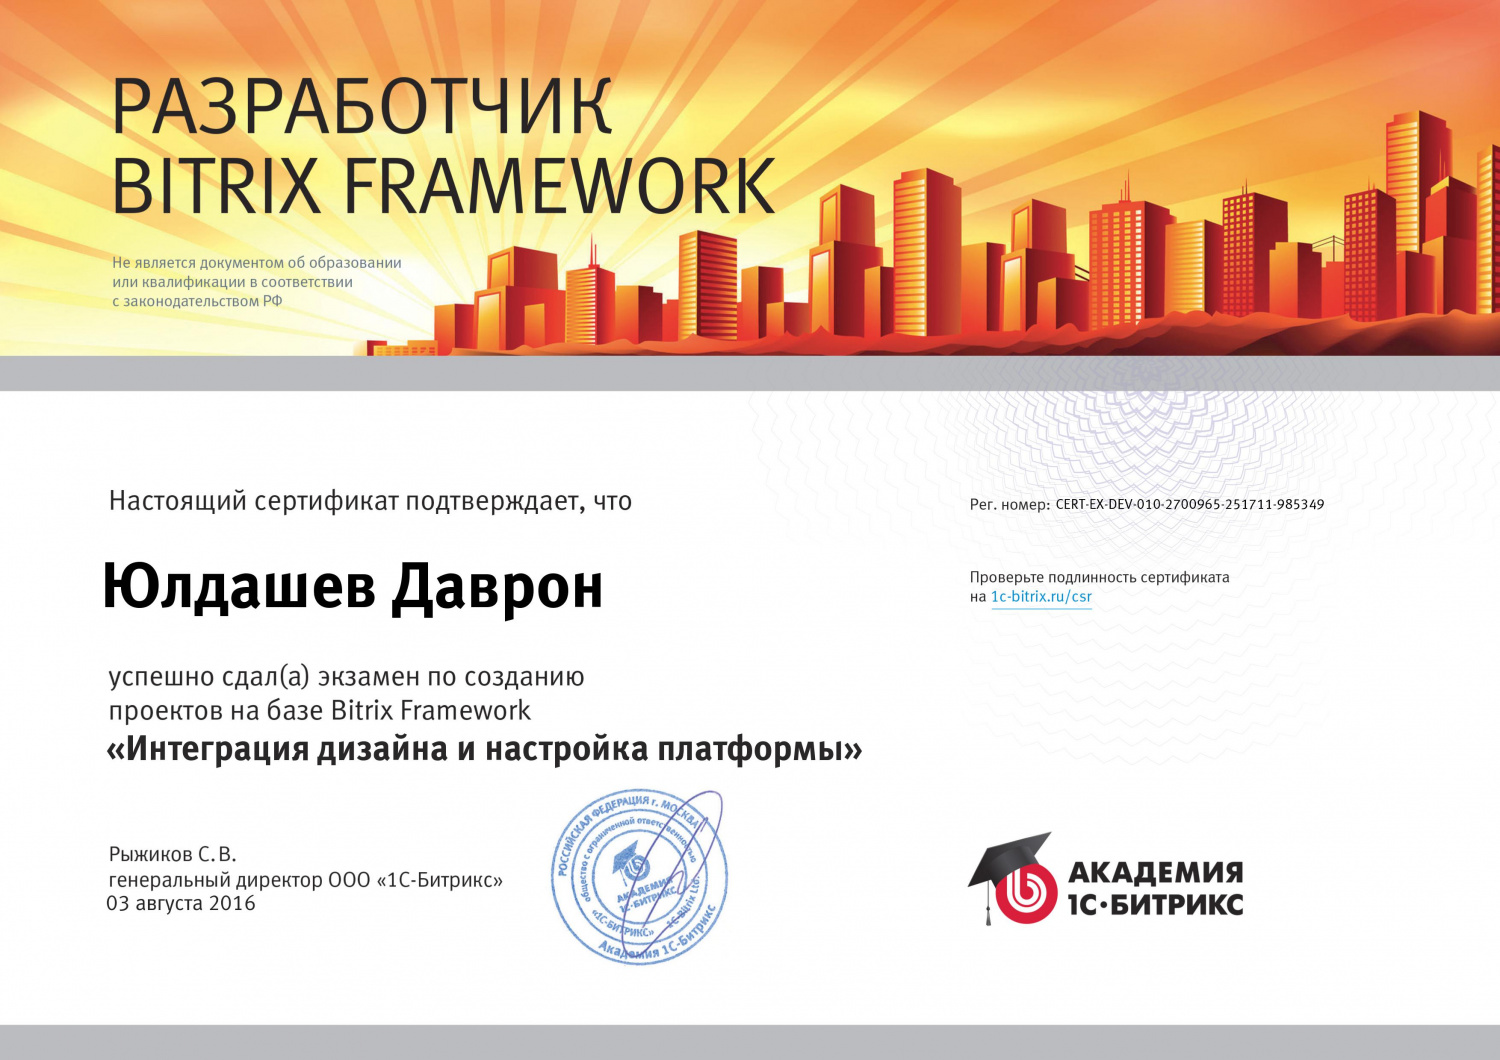 РАЗРАБОТЧИК
BITRIX FRAMEWORK
Не является документом об образовании
или квалификации в соответствии
с законодательством РФ
Настоящий сертификат подтверждает, что
Рег. номер: CERT-EX-DEV-010-2700965-251711-985349
Юлдашев Даврон
Проверьте подлинность сертификата
на 1c-bitrix.ru/csr
успешно сдал(а) экзамен по созданию
проектов на базе Bitrix Framework
«Интеграция дизайна и настройка платформы»
Рыжиков С. В.
генеральный директор ООО «1С-Битрикс»
03 августа 2016
РОССИЙСКАЯ ФЕДЕРАЦИЯ г. МОСКВА
общество с ограниченной ответственностью
«1С-БИТРИКС» 1C-Bitrix Ltd.
АКАДЕМИЯ
1С-БИТРИКС
Академия 1С-Битрикс
АКАДЕМИЯ
1С·БИТРИКС